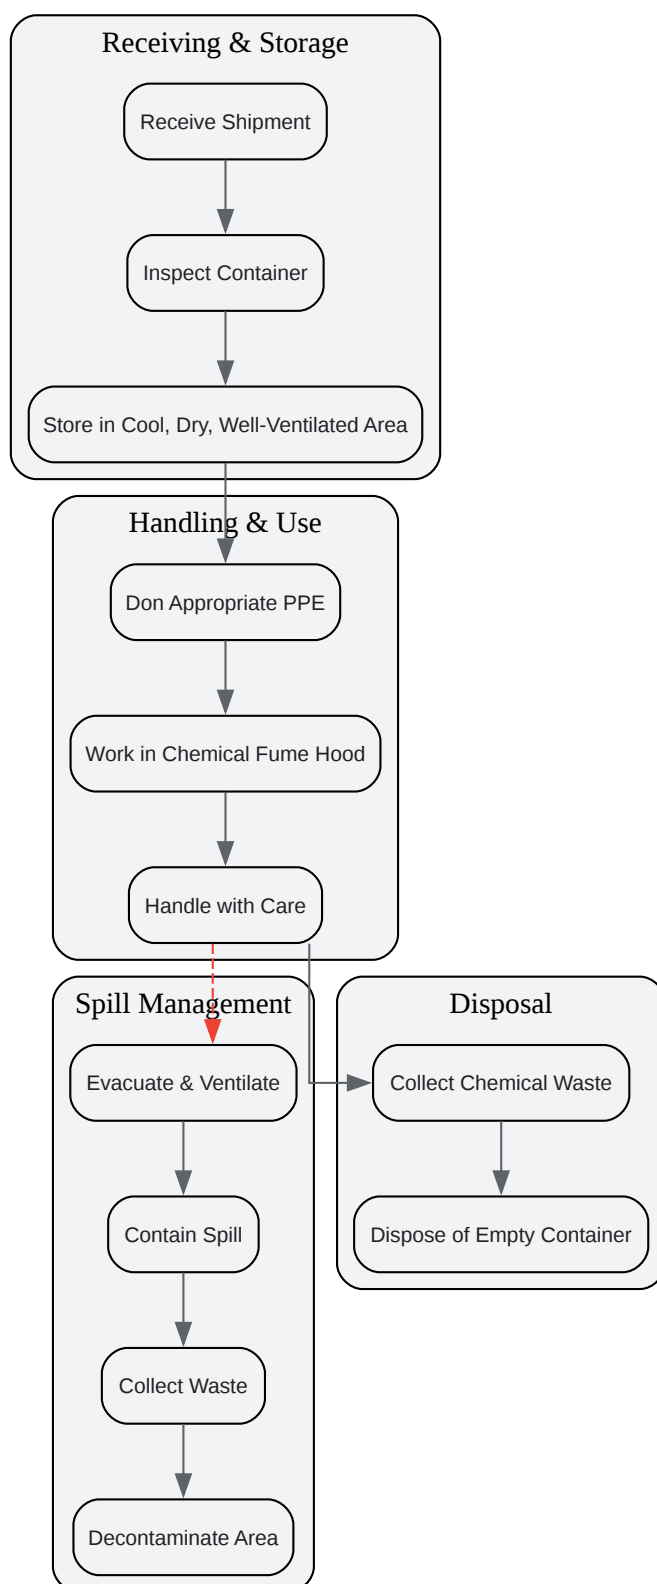 Receiving & Storage
Receive Shipment
Inspect Container
Store in Cool, Dry, Well-Ventilated Area
Handling & Use
Don Appropriate PPE
Work in Chemical Fume Hood
Handle with Care
Spill Management
Evacuate & Ventilate
Contain Spill
Collect Waste
Decontaminate Area
Disposal
Collect Chemical Waste
Dispose of Empty Container